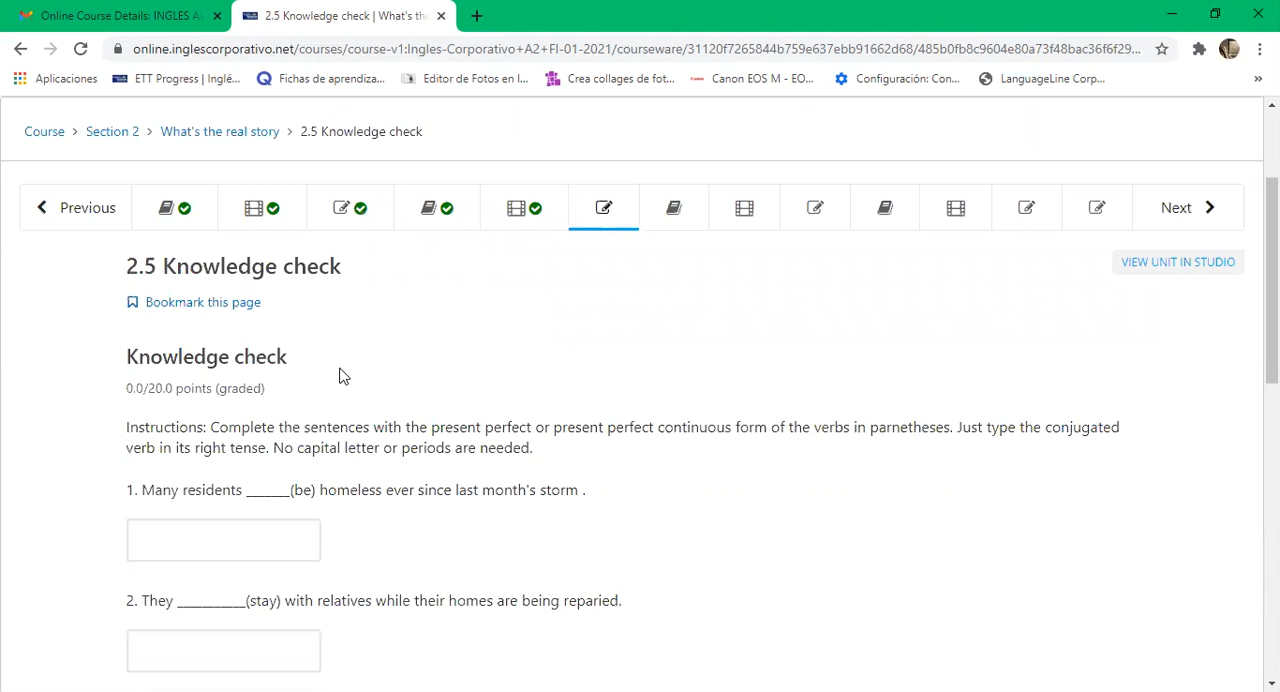 Online Course Details: INGLES A
2.5 Knowledge check | What's the
online.inglescorporativo.net/courses/course-v1:Ingles-Corporativo+A2+FI-01-2021/courseware/31120f7265844b759e637ebb91662d68/485b0fb8c9604e80a73f48bac36f6f29...
Aplicaciones
ETT Progress | Inglé...
Fichas de aprendiza...
Editor de Fotos en l...
Crea collages de fot...
Canon EOS M - EO...
Configuración: Con...
LanguageLine Corp...
»
Course > Section 2 > What's the real story > 2.5 Knowledge check
Previous
Next
2.5 Knowledge check
VIEW UNIT IN STUDIO
Bookmark this page
Knowledge check
0.0/20.0 points (graded)
Instructions: Complete the sentences with the present perfect or present perfect continuous form of the verbs in parnetheses. Just type the conjugated
verb in its right tense. No capital letter or periods are needed.
1. Many residents _______(be) homeless ever since last month's storm .
2. They ___________(stay) with relatives while their homes are being reparied.